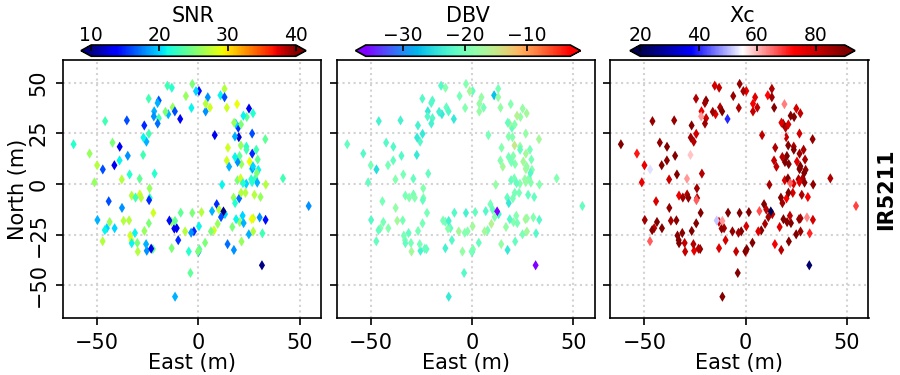 SNR DBV Xc
10 20 30 40 −30 −20 −10 20 40 60 80
50
25
0
−25
−50
North (m)
−50 0 50 −50 0 50 −50 0 50
East (m) East (m) East (m)
IR5211